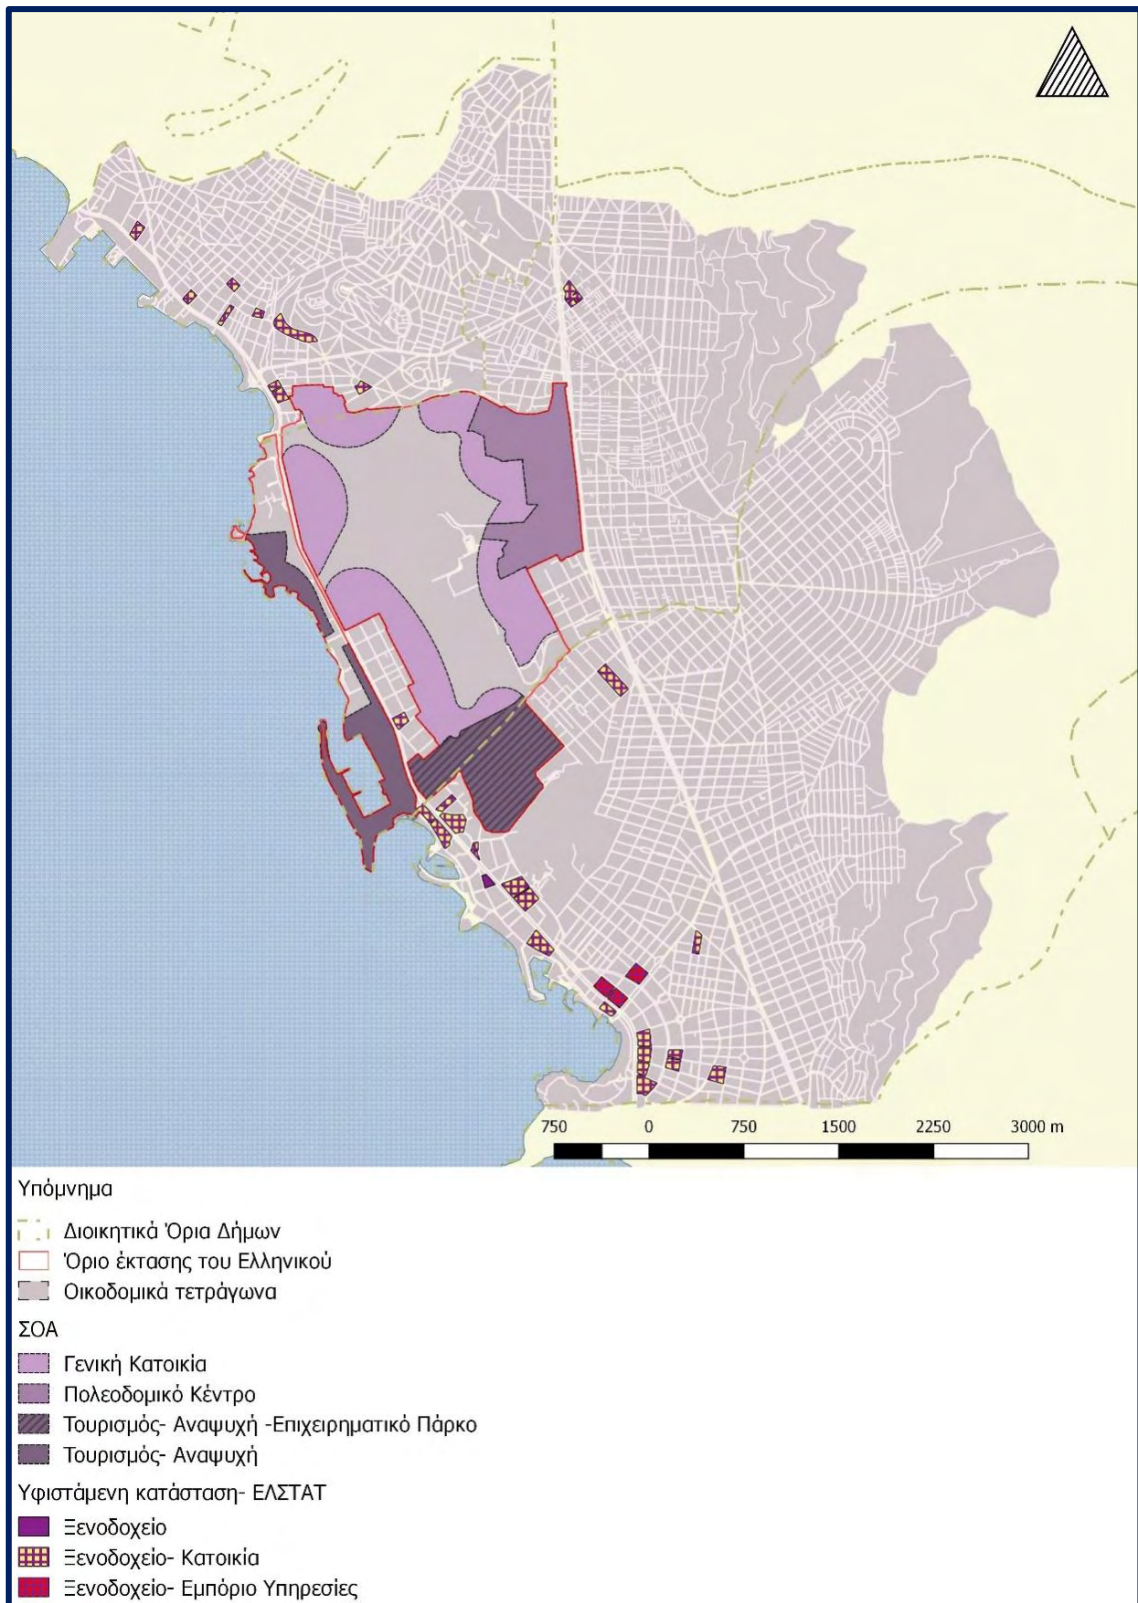 750 0 750 1500 2250 3000 m
Υπόμνημα
Διοικητικά Όρια Δήμων
Όριο έκτασης του Ελληνικού
Οικοδομικά τετράγωνα
ΣΟΑ
Γενική Κατοικία
Πολεοδομικό Κέντρο
Τουρισμός- Αναψυχή -Επιχειρηματικό Πάρκο
Τουρισμός- Αναψυχή
Υφιστάμενη κατάσταση- ΕΛΣΤΑΤ
Ξενοδοχείο
Ξενοδοχείο- Κατοικία
Ξενοδοχείο- Εμπόριο Υπηρεσίες